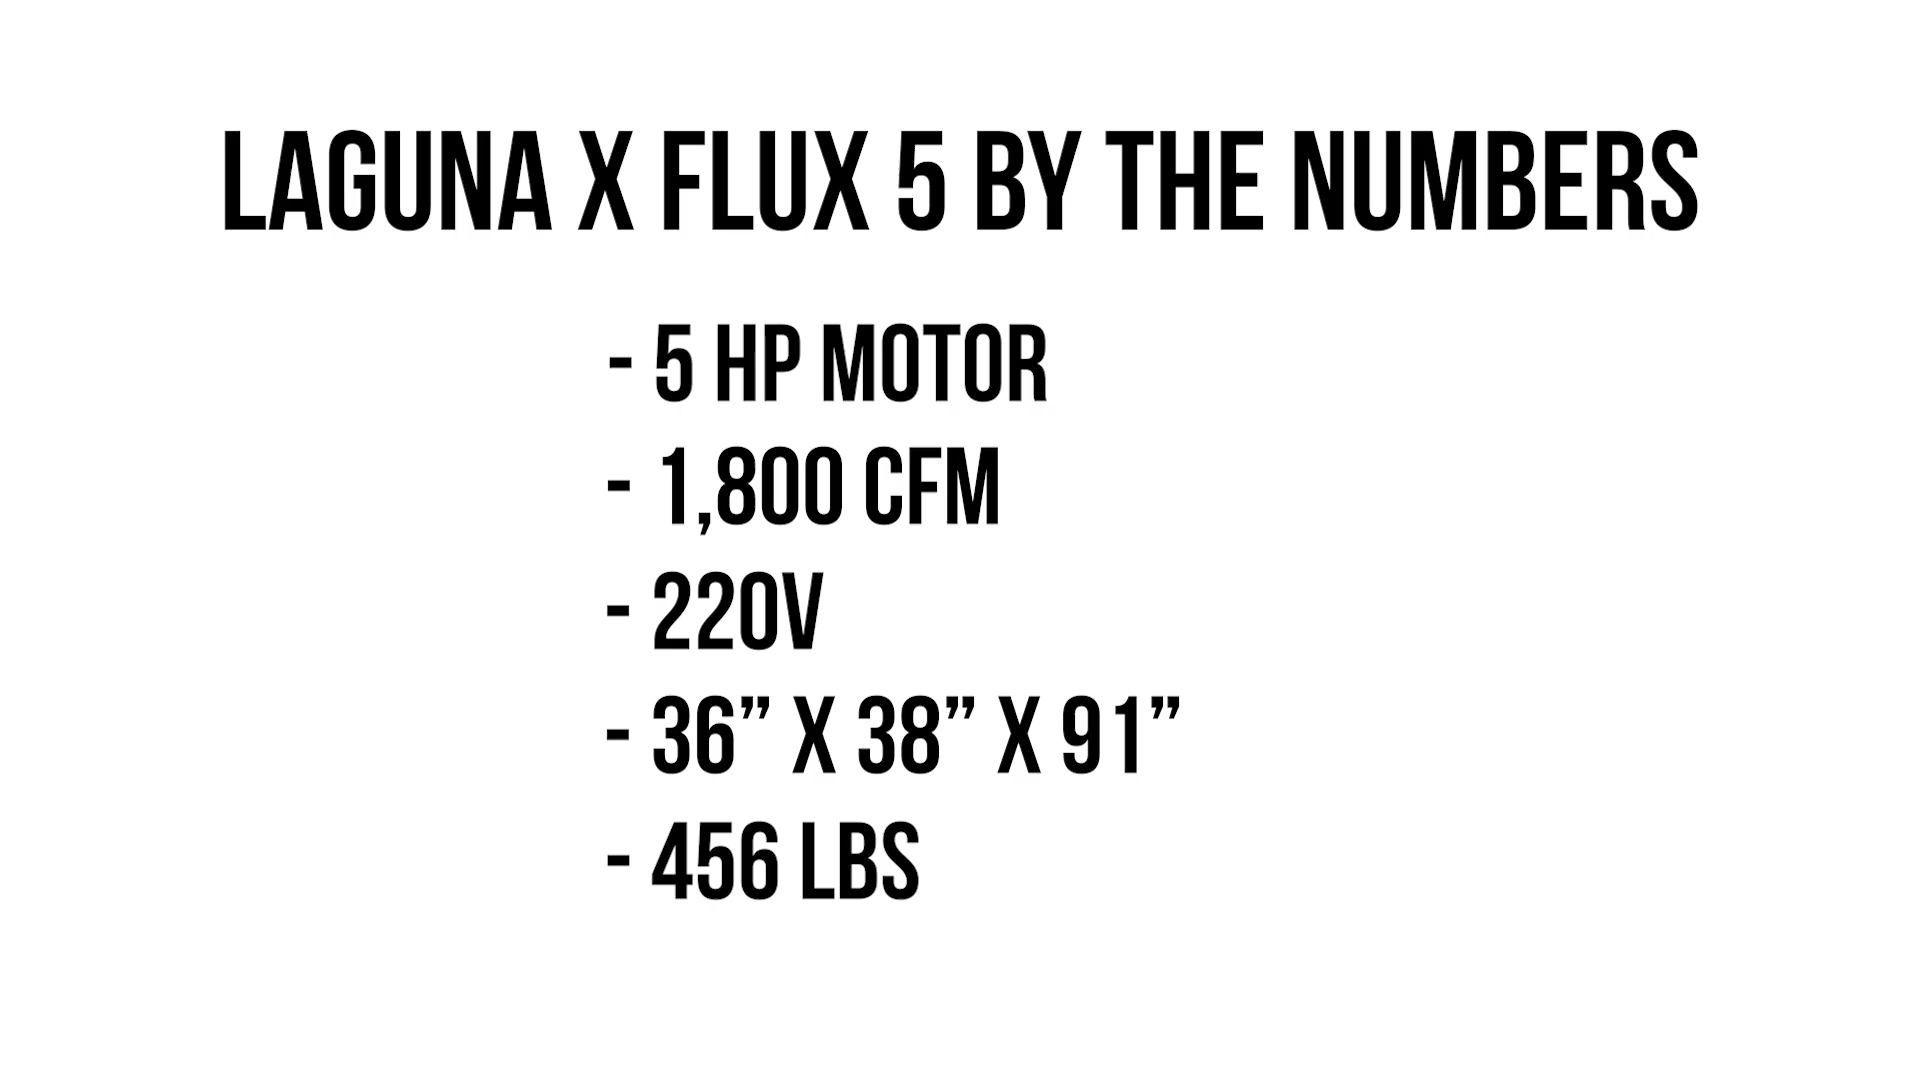 LAGUNA X FLUX 5 BY THE NUMBERS
- 5 HP MOTOR
- 1,800 CFM
- 220V
- 36” X 38” X 91”
- 456 LBS